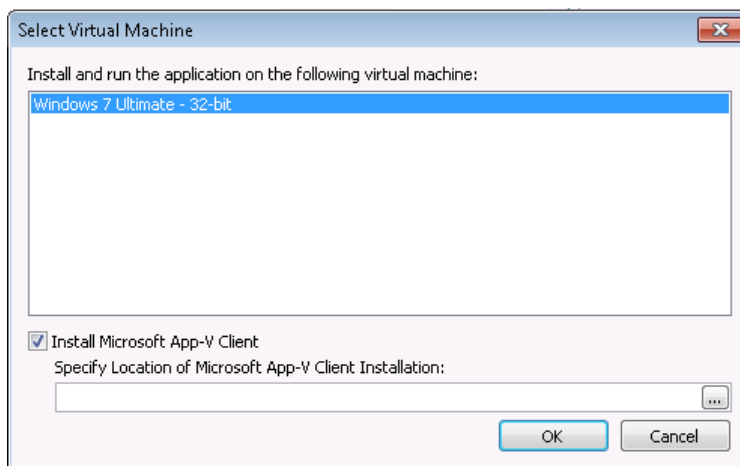 Select Virtual Machine
Install and run the application on the following virtual machine:
Windows 7 Ultimate - 32-bit
Install Microsoft App-V Client
Specify Location of Microsoft App-V Client Installation:
...
OK Cancel